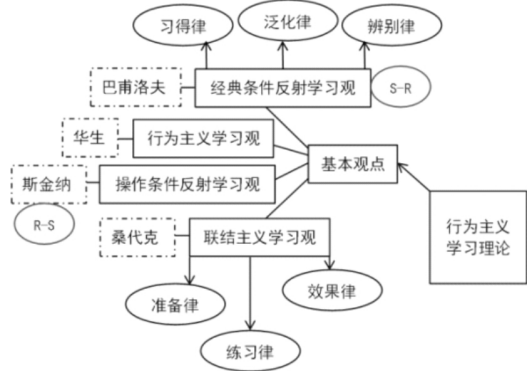 习得律
泛化律
辨别律
巴甫洛夫
经典条件反射学习观
S-R
华生
行为主义学习观
基本观点
斯金纳
操作条件反射学习观
R-S
桑代克
联结主义学习观
行为主义
学习理论
准备律
效果律
练习律